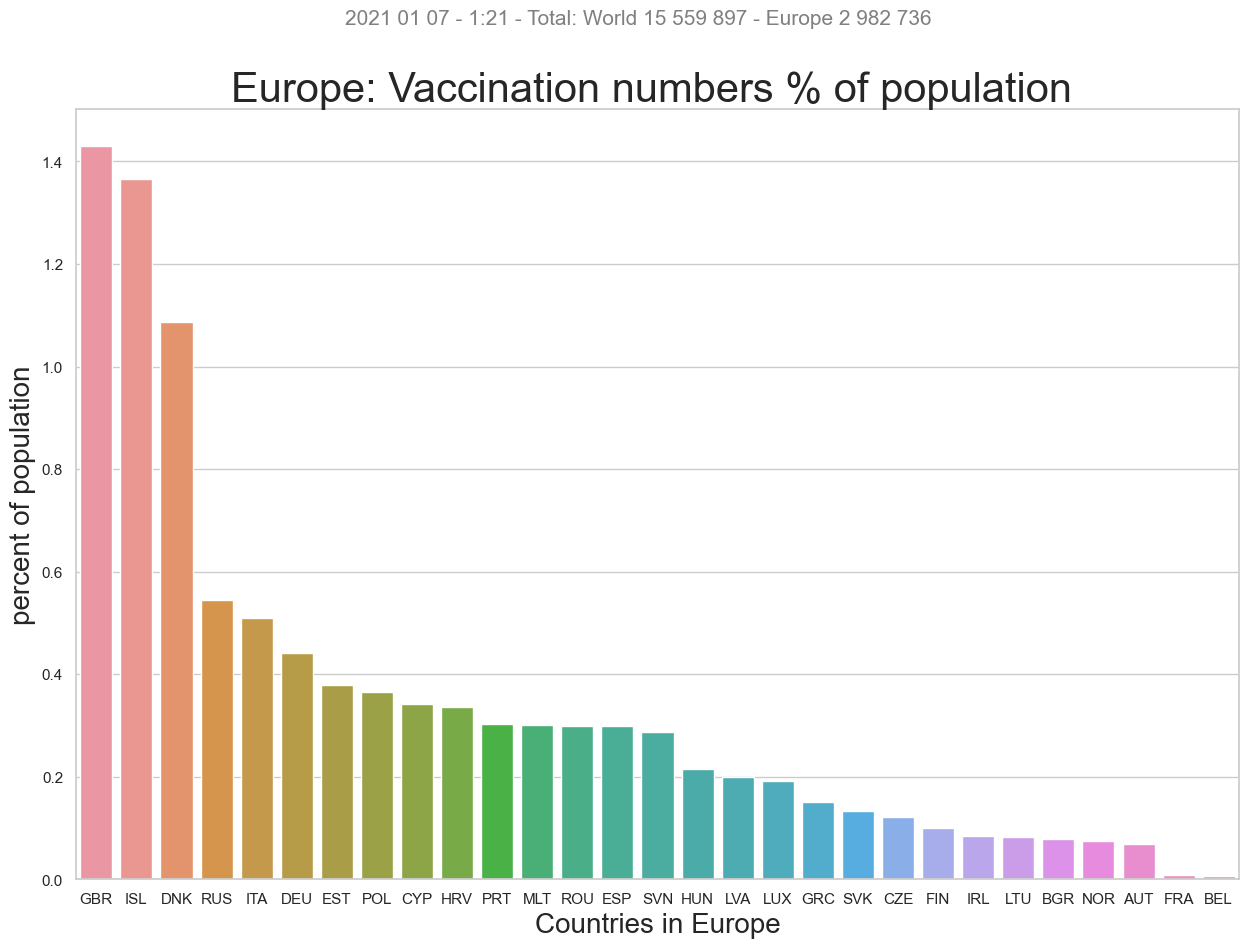 2021 01 07 - 1:21 - Total: World 15 559 897 - Europe 2 982 736
Europe: Vaccination numbers % of population
percent of population
1.4
1.2
1.0
0.8
0.6
0.4
0.2
0.0
GBR ISL DNK RUS ITA DEU EST POL CYP HRV PRT MLT ROU ESP SVN HUN LVA LUX GRC SVK CZE FIN IRL LTU BGR NOR AUT FRA BEL
Countries in Europe